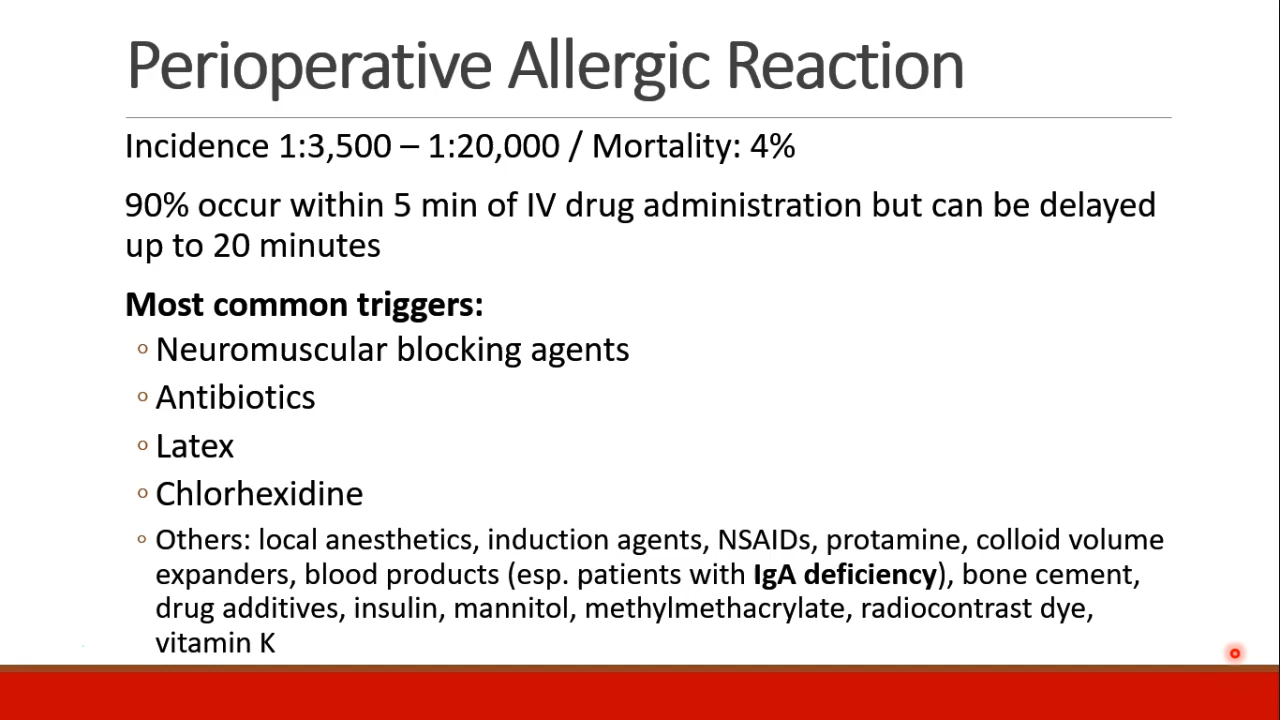 Perioperative Allergic Reaction
Incidence 1:3,500 – 1:20,000 / Mortality: 4%
90% occur within 5 min of IV drug administration but can be delayed
up to 20 minutes
Most common triggers:
◦ Neuromuscular blocking agents
◦ Antibiotics
◦ Latex
◦ Chlorhexidine
◦ Others: local anesthetics, induction agents, NSAIDs, protamine, colloid volume
expanders, blood products (esp. patients with IgA deficiency), bone cement,
drug additives, insulin, mannitol, methylmethacrylate, radiocontrast dye,
vitamin K